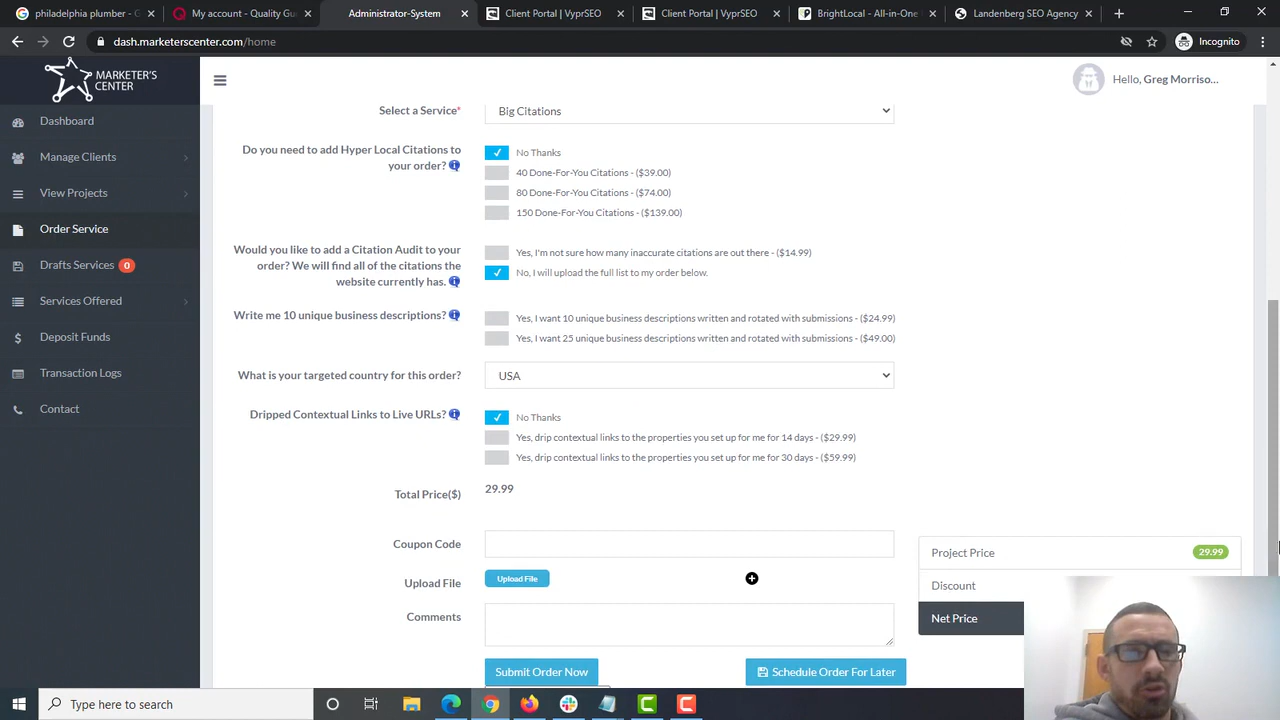 philadelphia plumber - G
My account - Quality Gu
Administrator-System
Client Portal | VyprSEO
Client Portal | VyprSEO
BrightLocal - All-in-One
Landenberg SEO Agency
dash.marketerscenter.com/home
Incognito
MARKETER'S
CENTER
Hello, Greg Morriso...
Dashboard
Manage Clients
View Projects
Order Service
Drafts Services 0
Services Offered
Deposit Funds
Transaction Logs
Contact
Select a Service*
Big Citations
Do you need to add Hyper Local Citations to
your order?
No Thanks
40 Done-For-You Citations - ($39.00)
80 Done-For-You Citations - ($74.00)
150 Done-For-You Citations - ($139.00)
Would you like to add a Citation Audit to your
order? We will find all of the citations the
website currently has.
Yes, I'm not sure how many inaccurate citations are out there - ($14.99)
No, I will upload the full list to my order below.
Write me 10 unique business descriptions?
Yes, I want 10 unique business descriptions written and rotated with submissions - ($24.99)
Yes, I want 25 unique business descriptions written and rotated with submissions - ($49.00)
What is your targeted country for this order?
USA
Dripped Contextual Links to Live URLs?
No Thanks
Yes, drip contextual links to the properties you set up for me for 14 days - ($29.99)
Yes, drip contextual links to the properties you set up for me for 30 days - ($59.99)
Total Price($)
29.99
Coupon Code
Upload File
Upload File
Comments
Submit Order Now
Schedule Order For Later
Project Price
29.99
Discount
Net Price
Type here to search